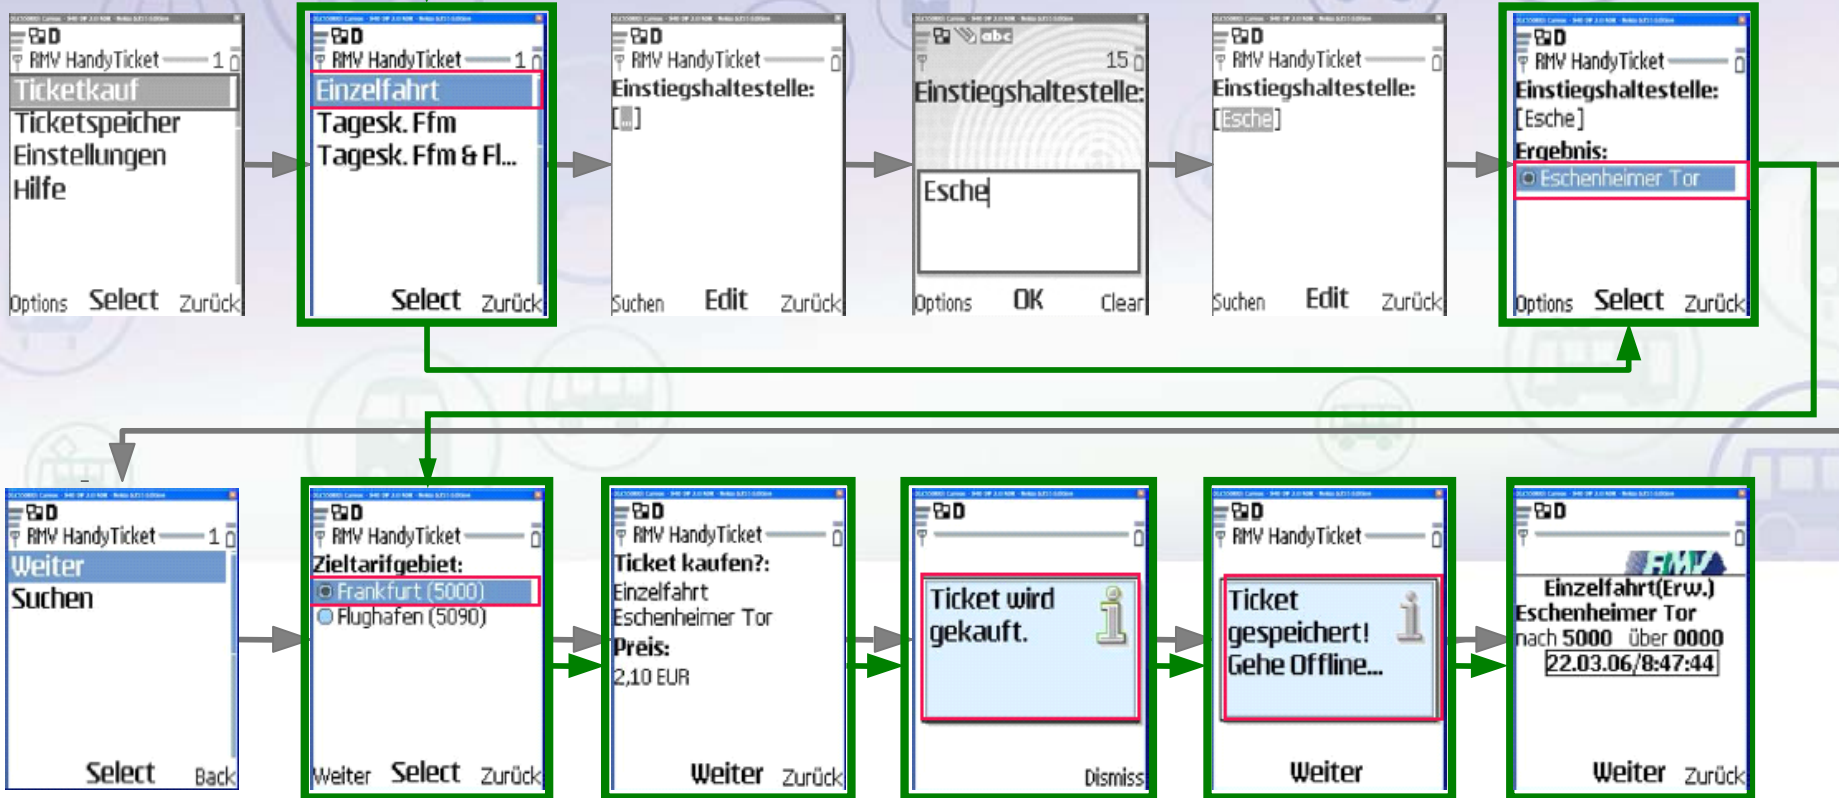 RMV HandyTicket 1
Ticketkauf
Ticketspeicher
Einstellungen
Hilfe
Options Select Zurück
RMV HandyTicket 1
Einzelfahrt
Tagesk. Ffm
Tagesk. Ffm & Fl...
Select Zurück
RMV HandyTicket
Einstiegshaltestelle:
[...]
Suchen Edit Zurück
abc
15
Einstiegshaltestelle:
Esche
Options OK Clear
RMV HandyTicket
Einstiegshaltestelle:
[Esche]
Suchen Edit Zurück
RMV HandyTicket
Einstiegshaltestelle:
[Esche]
Ergebnis:
Eschenheimer Tor
Options Select Zurück
RMV HandyTicket 1
Weiter
Suchen
Select Back
RMV HandyTicket
Zieltarifgebiet:
Frankfurt (5000)
Flughafen (5090)
Weiter Select Zurück
RMV HandyTicket
Ticket kaufen?:
Einzelfahrt
Eschenheimer Tor
Preis:
2,10 EUR
Weiter Zurück
Ticket wird
gekauft.
Dismiss
RMV HandyTicket
Ticket
gespeichert!
Gehe Offline...
Weiter
RMV
Einzelfahrt(Erw.)
Eschenheimer Tor
nach 5000 über 0000
22.03.06/8:47:44
Weiter Zurück